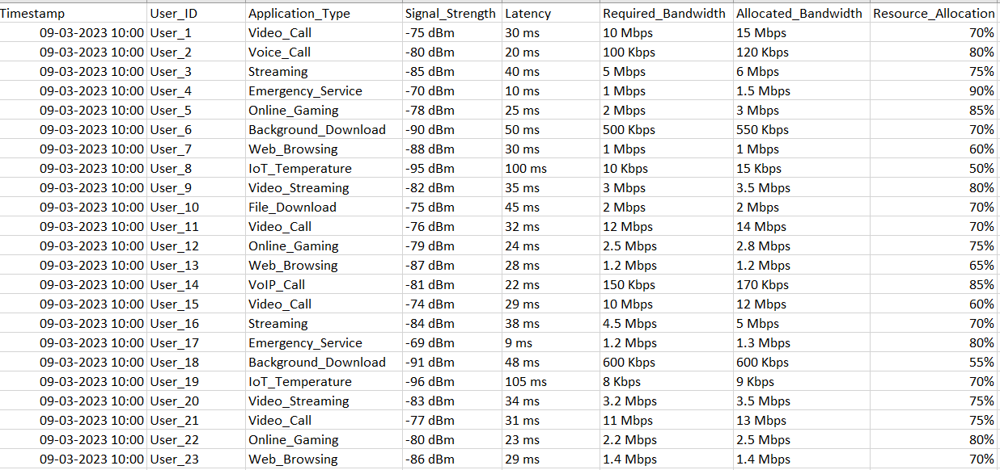 Timestamp User_ID Application_Type Signal_Strength Latency Required_Bandwidth Allocated_Bandwidth Resource_Allocation
09-03-2023 10:00 User_1 Video_Call -75 dBm 30 ms 10 Mbps 15 Mbps 70%
09-03-2023 10:00 User_2 Voice_Call -80 dBm 20 ms 100 Kbps 120 Kbps 80%
09-03-2023 10:00 User_3 Streaming -85 dBm 40 ms 5 Mbps 6 Mbps 75%
09-03-2023 10:00 User_4 Emergency_Service -70 dBm 10 ms 1 Mbps 1.5 Mbps 90%
09-03-2023 10:00 User_5 Online_Gaming -78 dBm 25 ms 2 Mbps 3 Mbps 85%
09-03-2023 10:00 User_6 Background_Download -90 dBm 50 ms 500 Kbps 550 Kbps 70%
09-03-2023 10:00 User_7 Web_Browsing -88 dBm 30 ms 1 Mbps 1 Mbps 60%
09-03-2023 10:00 User_8 IoT_Temperature -95 dBm 100 ms 10 Kbps 15 Kbps 50%
09-03-2023 10:00 User_9 Video_Streaming -82 dBm 35 ms 3 Mbps 3.5 Mbps 80%
09-03-2023 10:00 User_10 File_Download -75 dBm 45 ms 2 Mbps 2 Mbps 70%
09-03-2023 10:00 User_11 Video_Call -76 dBm 32 ms 12 Mbps 14 Mbps 70%
09-03-2023 10:00 User_12 Online_Gaming -79 dBm 24 ms 2.5 Mbps 2.8 Mbps 75%
09-03-2023 10:00 User_13 Web_Browsing -87 dBm 28 ms 1.2 Mbps 1.2 Mbps 65%
09-03-2023 10:00 User_14 VoIP_Call -81 dBm 22 ms 150 Kbps 170 Kbps 85%
09-03-2023 10:00 User_15 Video_Call -74 dBm 29 ms 10 Mbps 12 Mbps 60%
09-03-2023 10:00 User_16 Streaming -84 dBm 38 ms 4.5 Mbps 5 Mbps 70%
09-03-2023 10:00 User_17 Emergency_Service -69 dBm 9 ms 1.2 Mbps 1.3 Mbps 80%
09-03-2023 10:00 User_18 Background_Download -91 dBm 48 ms 600 Kbps 600 Kbps 55%
09-03-2023 10:00 User_19 IoT_Temperature -96 dBm 105 ms 8 Kbps 9 Kbps 70%
09-03-2023 10:00 User_20 Video_Streaming -83 dBm 34 ms 3.2 Mbps 3.5 Mbps 75%
09-03-2023 10:00 User_21 Video_Call -77 dBm 31 ms 11 Mbps 13 Mbps 75%
09-03-2023 10:00 User_22 Online_Gaming -80 dBm 23 ms 2.2 Mbps 2.5 Mbps 80%
09-03-2023 10:00 User_23 Web_Browsing -86 dBm 29 ms 1.4 Mbps 1.4 Mbps 70%